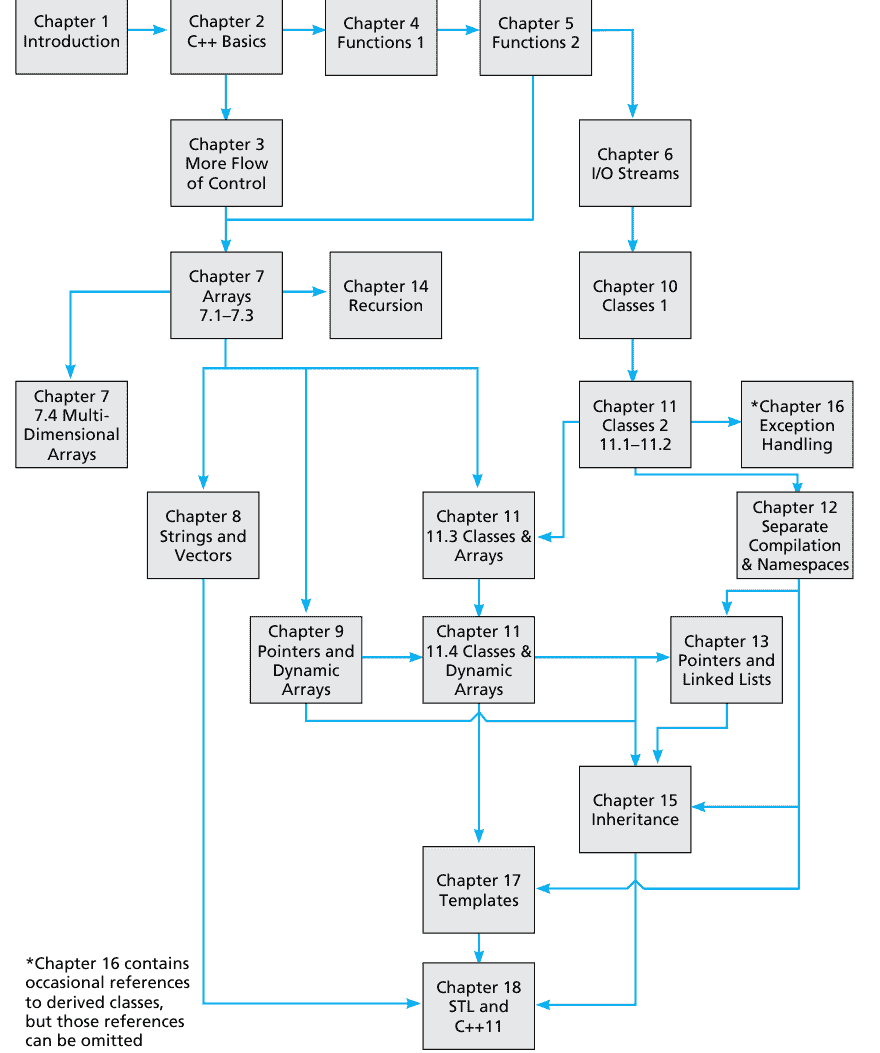 Chapter 1
Introduction
Chapter 2
C++ Basics
Chapter 4
Functions 1
Chapter 5
Functions 2
Chapter 3
More Flow
of Control
Chapter 6
I/O Streams
Chapter 7
Arrays
7.1–7.3
Chapter 14
Recursion
Chapter 10
Classes 1
Chapter 7
7.4 Multi-
Dimensional
Arrays
Chapter 11
Classes 2
11.1–11.2
*Chapter 16
Exception
Handling
Chapter 8
Strings and
Vectors
Chapter 11
11.3 Classes &
Arrays
Chapter 12
Separate
Compilation
& Namespaces
Chapter 9
Pointers and
Dynamic
Arrays
Chapter 11
11.4 Classes &
Dynamic
Arrays
Chapter 13
Pointers and
Linked Lists
Chapter 15
Inheritance
Chapter 17
Templates
*Chapter 16 contains
occasional references
to derived classes,
but those references
can be omitted
Chapter 18
STL and
C++11